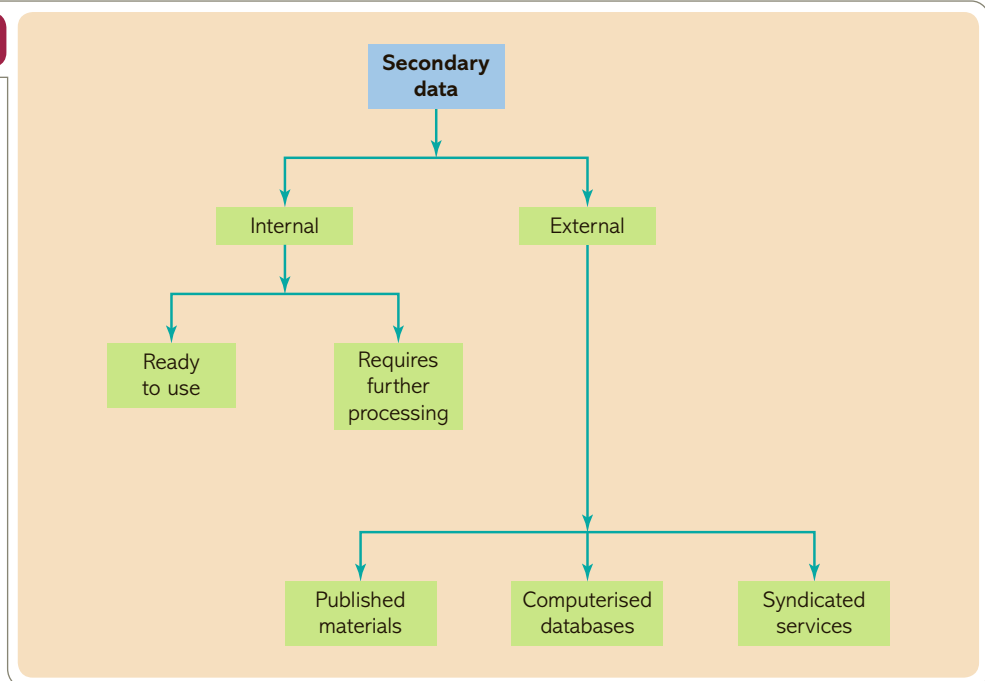 Secondary
data
Internal
External
Ready
to use
Requires
further
processing
Published
materials
Computerised
databases
Syndicated
services